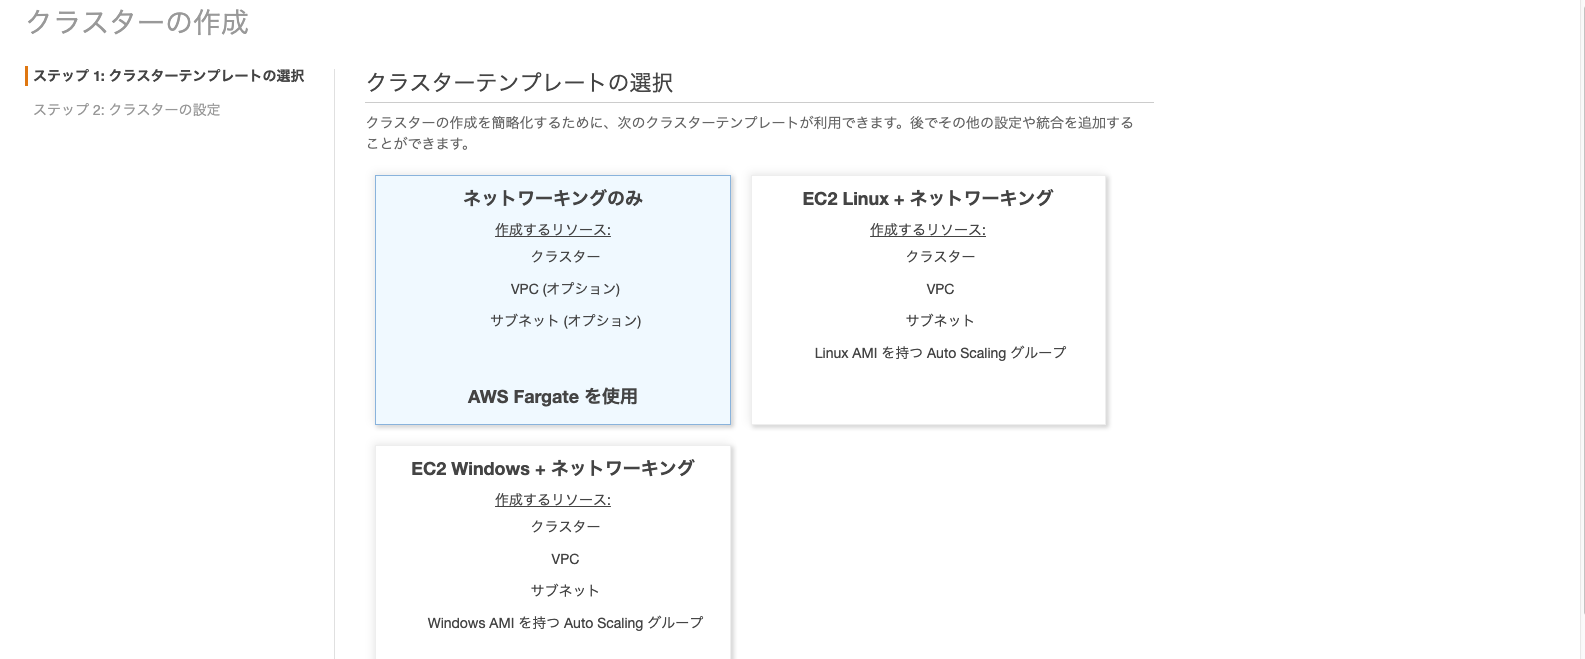 クラスターの作成
ステップ 1: クラスターテンプレートの選択
ステップ 2: クラスターの設定
クラスターテンプレートの選択
クラスターの作成を簡略化するために、次のクラスターテンプレートが利用できます。後でその他の設定や統合を追加する
ことができます。
ネットワーキングのみ
作成するリソース:
クラスター
VPC (オプション)
サブネット (オプション)
AWS Fargate を使用
EC2 Linux + ネットワーキング
作成するリソース:
クラスター
VPC
サブネット
Linux AMI を持つ Auto Scaling グループ
EC2 Windows + ネットワーキング
作成するリソース:
クラスター
VPC
サブネット
Windows AMI を持つ Auto Scaling グループ